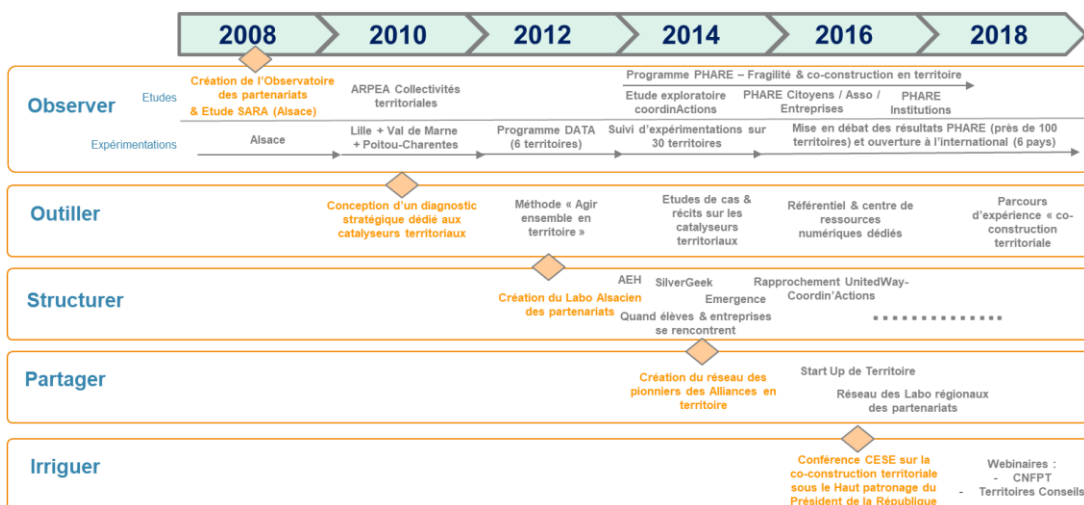 2008 2010 2012 2014 2016 2018
Observer
Etudes
Expérimentations
Création de l'Observatoire
des partenariats
& Etude SARA (Alsace)
ARPEA Collectivités
territoriales
Programme PHARE – Fragilité & co-construction en territoire
Etude exploratoire
coordinActions
PHARE Citoyens / Asso /
Entreprises
PHARE
Institutions
Alsace
Lille + Val de Marne
+ Poitou-Charentes
Programme DATA
(6 territoires)
Suivi d'expérimentations sur
30 territoires
Mise en débat des résultats PHARE (près de 100
territoires) et ouverture à l'international (6 pays)
Outiller
Conception d'un diagnostic
stratégique dédié aux
catalyseurs territoriaux
Méthode « Agir
ensemble en
territoire »
Etudes de cas &
récits sur les
catalyseurs
territoriaux
Référentiel & centre de
ressources
numériques dédiés
Parcours
d'expérience « co-
construction
territoriale
Structurer
Création du Labo Alsacien
des partenariats
AEH
SilverGeek
Emergence
Quand élèves & entreprises
se rencontrent
Rapprochement UnitedWay-
Coordin'Actions
Partager
Création du réseau des
pionniers des Alliances en
territoire
Start Up de Territoire
Réseau des Labo régionaux
des partenariats
Irriguer
Conférence CESE sur la
co-construction territoriale
sous le Haut patronage du
Président de la République
Webinaires :
- CNFPT
- Territoires Conseils